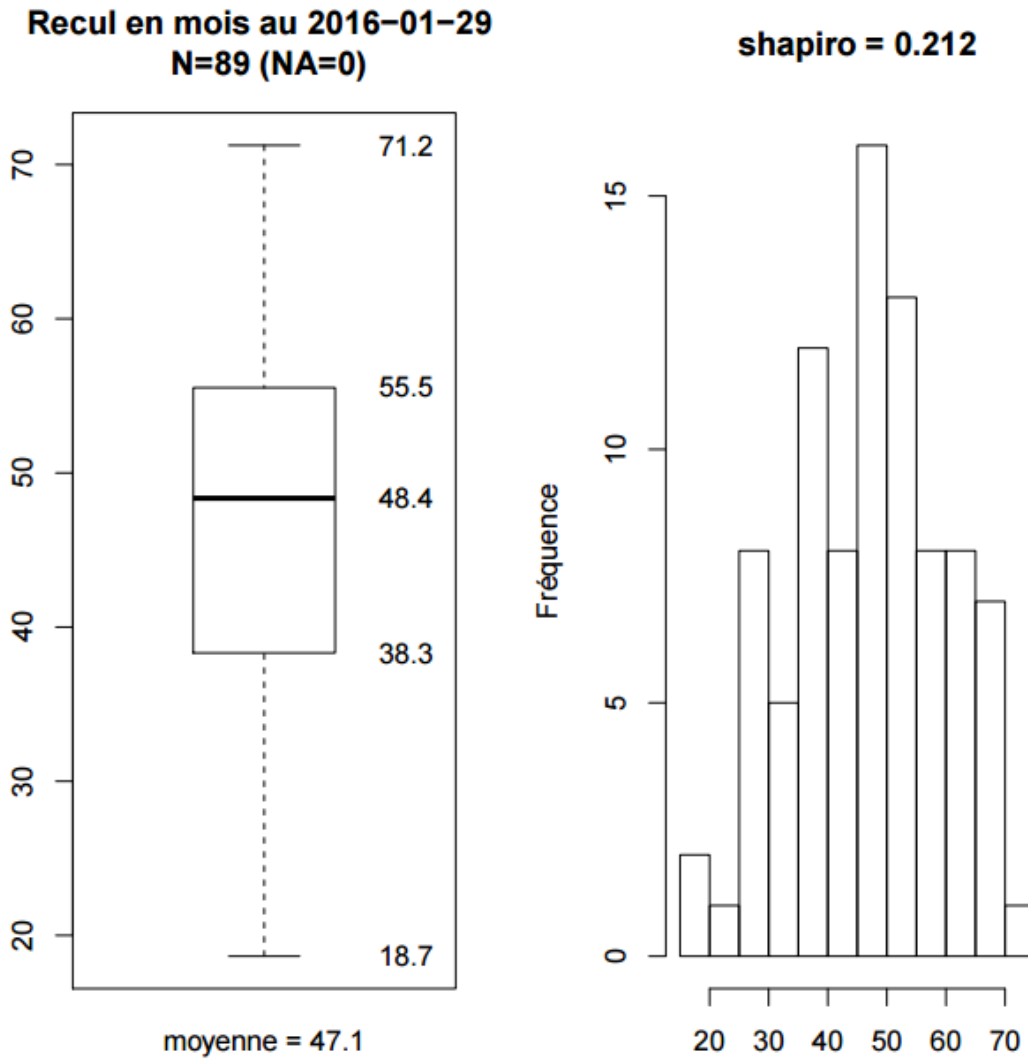 Recul en mois au 2016−01−29
N=89 (NA=0)
70
60
50
40
30
20
71.2
55.5
48.4
38.3
18.7
moyenne = 47.1
shapiro = 0.212
Fréquence
15
10
5
0
20 30 40 50 60 70